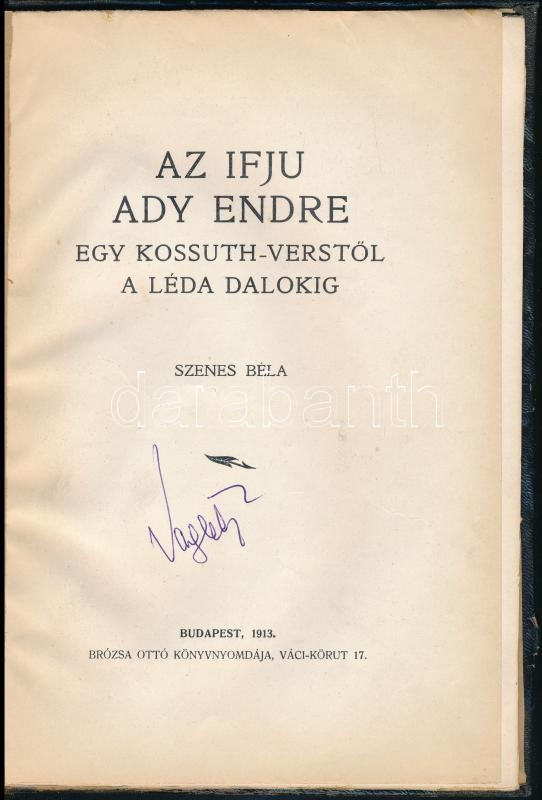 AZ IFJU
ADY ENDRE
EGY KOSSUTH-VERSTŐL
A LÉDA DALOKIG
SZENES BÉLA
darabanth
BUDAPEST, 1913.
BRÓZSA OTTÓ KÖNYVNYOMDÁJA, VÁCI-KÖRUT 17.